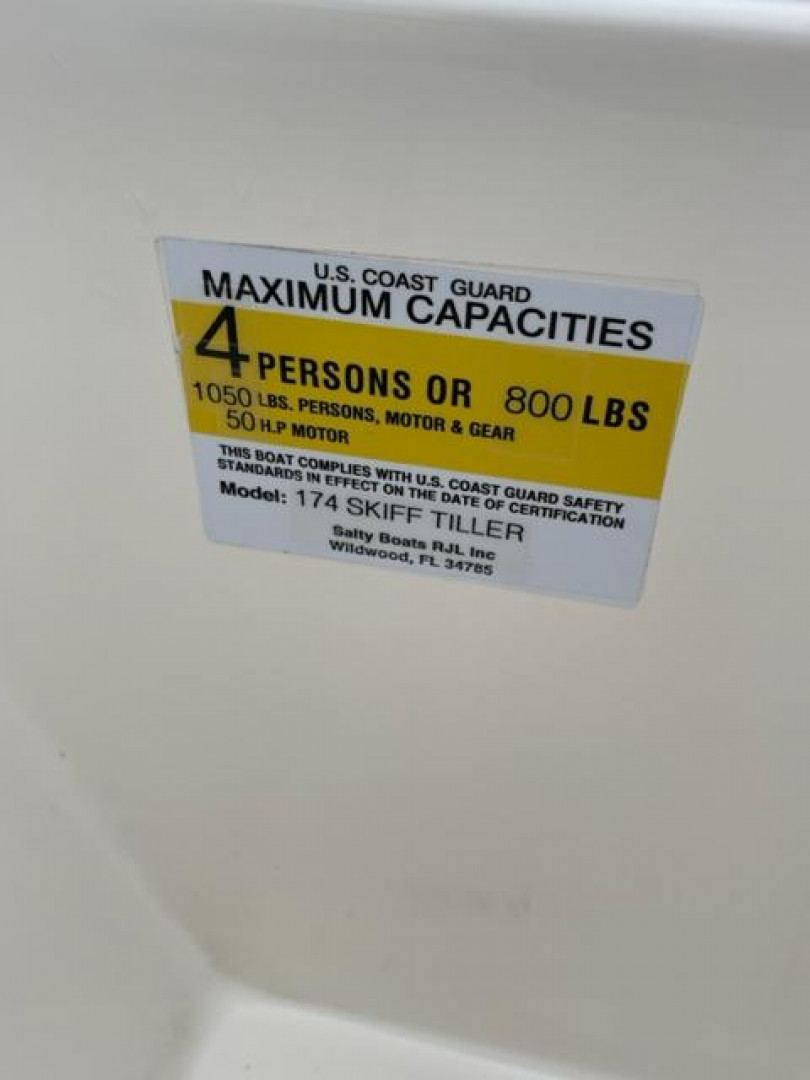 U.S. COAST GUARD
MAXIMUM CAPACITIES
4 PERSONS OR 800 LBS
1050 LBS. PERSONS, MOTOR & GEAR
50 H.P MOTOR
THIS BOAT COMPLIES WITH U.S. COAST GUARD SAFETY
STANDARDS IN EFFECT ON THE DATE OF CERTIFICATION
Model: 174 SKIFF TILLER
Salty Boats RJL Inc
Wildwood, FL 34785